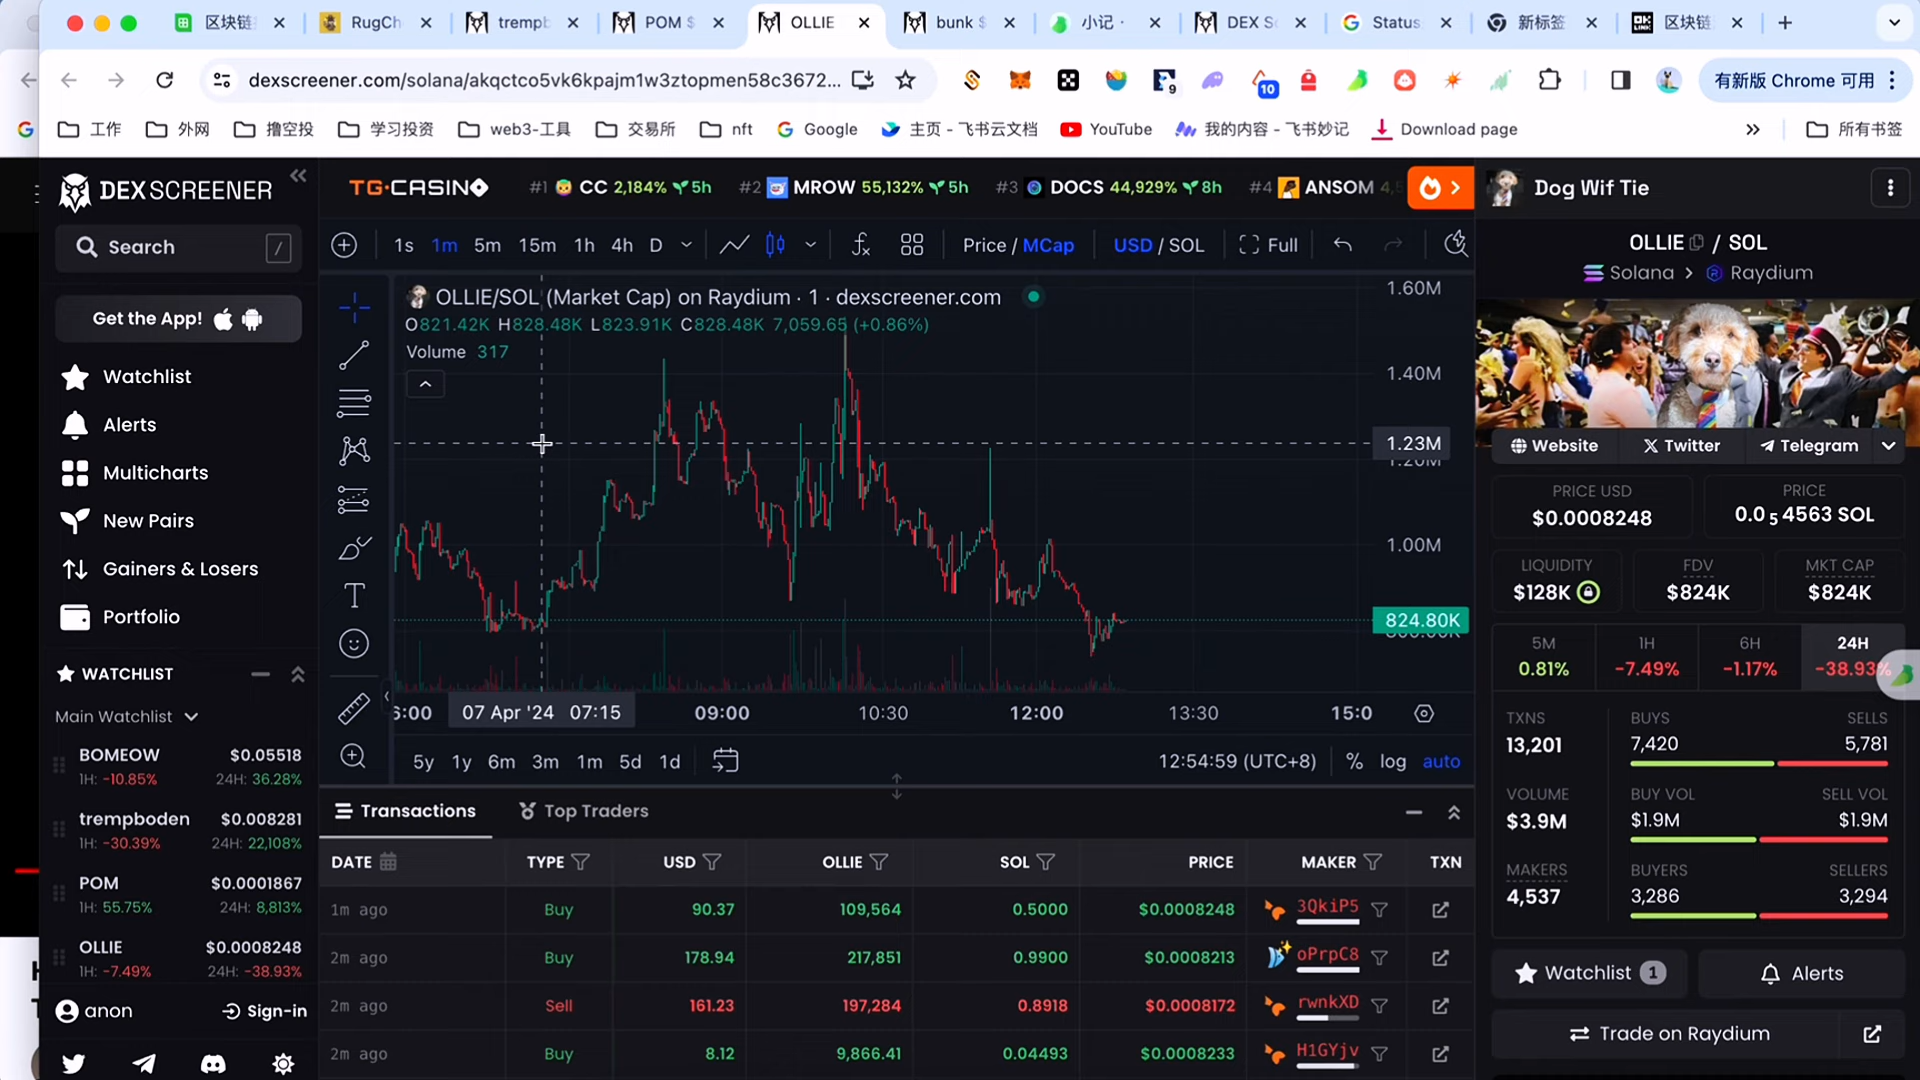 区块链
RugCh
tremp
POM $
OLLIE
bunk $
小记 ·
DEX S
Status
新标签
区块链
dexscreener.com/solana/akqctco5vk6kpajm1w3ztopmen58c3672...
9
10
有新版 Chrome 可用
工作
外网
撸空投
学习投资
web3-工具
交易所
nft
Google
主页 - 飞书云文档
YouTube
我的内容 - 飞书妙记
Download page
所有书签
DEX SCREENER
TG·CASINO
#1 CC 2,184% 5h
#2 MROW 55,132% 5h
#3 DOCS 44,929% 8h
#4 ANSOM
Dog Wif Tie
Search /
1s 1m 5m 15m 1h 4h D
Price / MCap
USD / SOL
Full
OLLIE / SOL
Solana > Raydium
Get the App!
OLLIE/SOL (Market Cap) on Raydium · 1 · dexscreener.com
O821.42K H828.48K L823.91K C828.48K 7,059.65 (+0.86%)
Volume 317
1.60M
1.40M
1.23M
1.20M
1.00M
824.80K
Watchlist
Alerts
Multicharts
New Pairs
Gainers & Losers
Portfolio
Website
Twitter
Telegram
PRICE USD
$0.0008248
PRICE
0.0₅4563 SOL
LIQUIDITY
$128K
FDV
$824K
MKT CAP
$824K
5M
0.81%
1H
-7.49%
6H
-1.17%
24H
-38.93%
07 Apr '24 07:15
09:00
10:30
12:00
13:30
15:0
5y 1y 6m 3m 1m 5d 1d
12:54:59 (UTC+8)
% log auto
TXNS
13,201
BUYS
7,420
SELLS
5,781
VOLUME
$3.9M
BUY VOL
$1.9M
SELL VOL
$1.9M
MAKERS
4,537
BUYERS
3,286
SELLERS
3,294
WATCHLIST
Main Watchlist
BOMEOW $0.05518
1H: -10.85% 24H: 36.28%
trempboden $0.008281
1H: -30.39% 24H: 22,108%
POM $0.0001867
1H: 55.75% 24H: 8,813%
OLLIE $0.0008248
1H: -7.49% 24H: -38.93%
anon
Sign-in
Transactions
Top Traders
DATE TYPE USD OLLIE SOL PRICE MAKER TXN
1m ago Buy 90.37 109,564 0.5000 $0.0008248 3QkiP5
2m ago Buy 178.94 217,851 0.9900 $0.0008213 oPrpC8
2m ago Sell 161.23 197,284 0.8918 $0.0008172 rwnkXD
2m ago Buy 8.12 9,866.41 0.04493 $0.0008233 H1GYjv
Watchlist 1
Alerts
Trade on Raydium